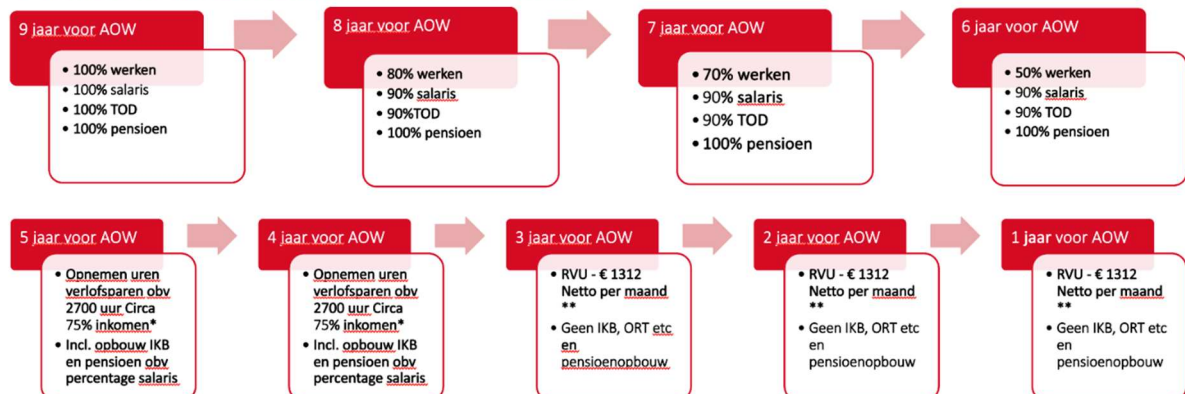 9 jaar voor AOW
• 100% werken
• 100% salaris
• 100% TOD
• 100% pensioen
8 jaar voor AOW
• 80% werken
• 90% salaris
• 90%TOD
• 100% pensioen
7 jaar voor AOW
• 70% werken
• 90% salaris
• 90% TOD
• 100% pensioen
6 jaar voor AOW
• 50% werken
• 90% salaris
• 90% TOD
• 100% pensioen
5 jaar voor AOW
• Opnemen uren
verlofsparen obv
2700 uur Circa
75% inkomen*
• Incl. opbouw IKB
en pensioen obv
percentage salaris
4 jaar voor AOW
• Opnemen uren
verlofsparen obv
2700 uur Circa
75% inkomen*
• Incl. opbouw IKB
en pensioen obv
percentage salaris
3 jaar voor AOW
• RVU - € 1312
Netto per maand
**
• Geen IKB, ORT etc
en
pensioenopbouw
2 jaar voor AOW
• RVU - € 1312
Netto per maand
**
• Geen IKB, ORT etc
en
pensioenopbouw
1 jaar voor AOW
• RVU - € 1312
Netto per maand
**
• Geen IKB, ORT etc
en
pensioenopbouw